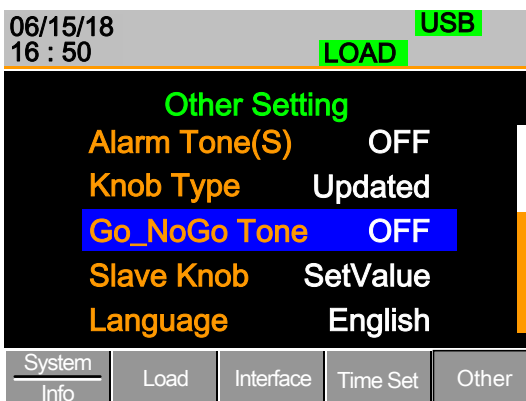 06/15/18 USB
16 : 50 LOAD
Other Setting
Alarm Tone(S) OFF
Knob Type Updated
Go_NoGo Tone OFF
Slave Knob SetValue
Language English
System
Info Load Interface Time Set Other